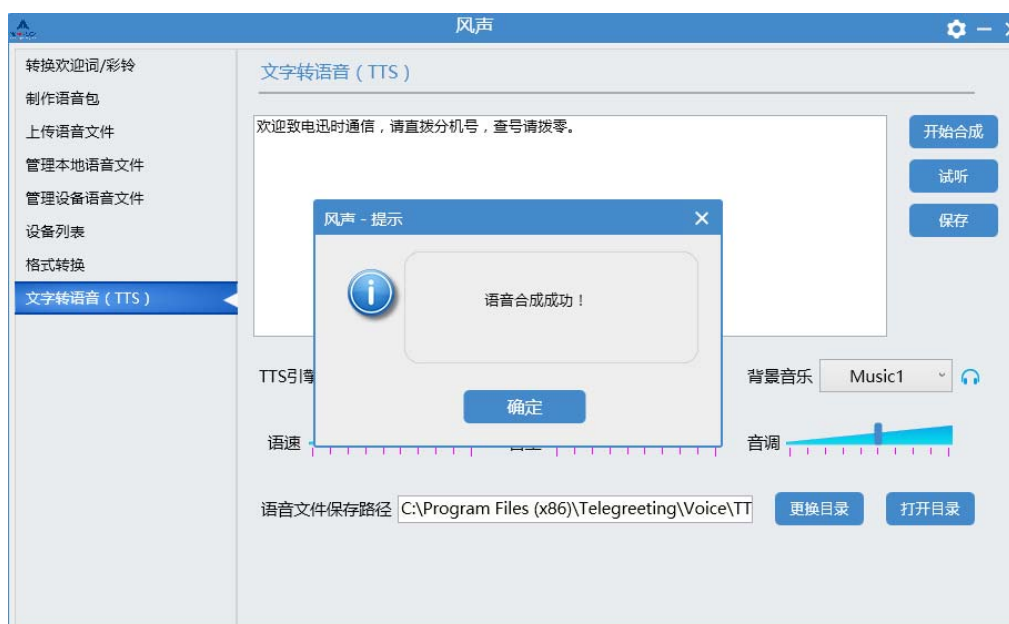 风声
转换欢迎词/彩铃
制作语音包
上传语音文件
管理本地语音文件
管理设备语音文件
设备列表
格式转换
文字转语音(TTS)
文字转语音(TTS)
欢迎致电迅时通信,请直拨分机号,查号请拨零。
开始合成
试听
保存
风声 - 提示
语音合成成功!
确定
TTS引擎
背景音乐 Music1
语速
音调
语音文件保存路径 C:\Program Files (x86)\Telegreeting\Voice\TT
更换目录
打开目录